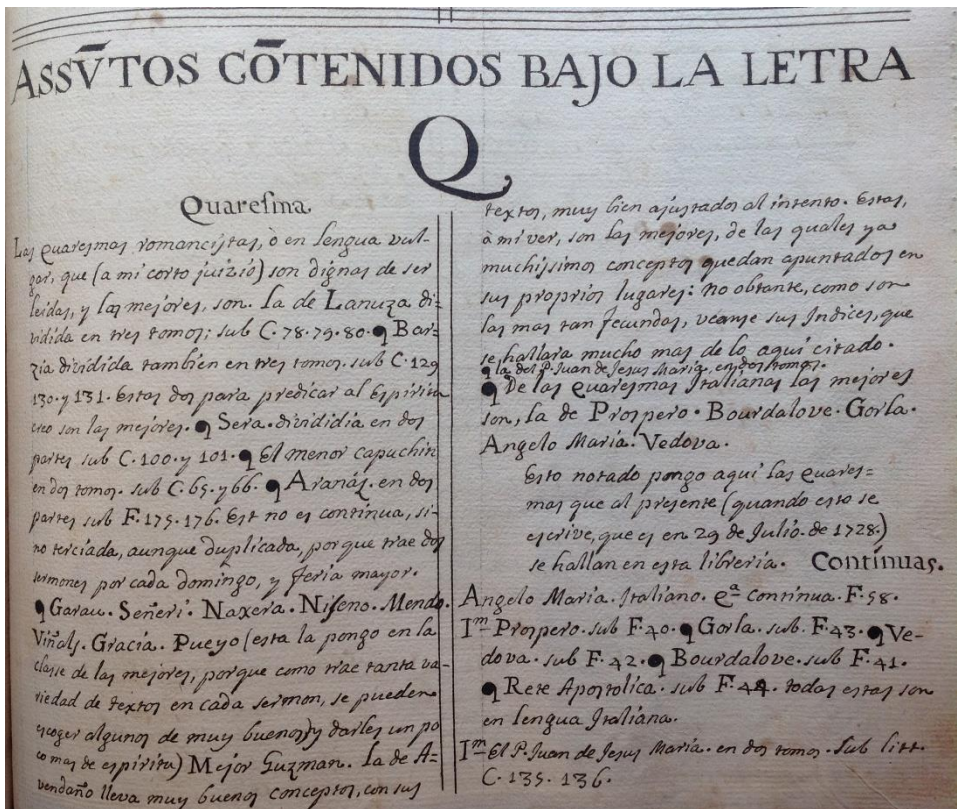 ASSV̄TOS CŌTENIDOS BAJO LA LETRA
Q
Quaresma.
Las quaresmas romancistas, ò en lengua vul-
gar, que (a mi corto juizio) son dignas de ser
leidas, y las mejores, son. La de Lanuza di-
vidida en tres tomos; sub C. 78. 79. 80. ¶ Bar-
zia dividida tambien en tres tomos. sub C. 129
130. y 131. Estas dos para predicar al Espiritu
creo son las mejores. ¶ Sera. divididia en dos
partes sub C. 100. y 101. ¶ El menor capuchin
en dos tomos. sub C. 65. y 66. ¶ Aranáz. en dos
partes sub F. 175. 176. Est no es continua, si-
no terciada, aunque duplicada, porque trae dos
sermones por cada domingo, y feria mayor.
¶ Garau. Señeri. Naxera. Niseno. Mendo.
Viñals. Gracia. Pueyo (esta la pongo en la
classe de las mejores, porque como trae tanta va-
riedad de textos en cada sermon, se pueden
escoger algunos de muy buenos) y darles un po
co mas de espiritu) Mejor Guzman. La de A-
vendaño lleva muy buenos conceptos, con sus
textos, muy bien ajustados al intento. Estas,
à mi ver, son las mejores, de las quales ya
muchissimos conceptos quedan apuntados en
sus proprios lugares: no obtante, como son
las mas tan fecundas, veanse sus Indices, que
se hallara mucho mas de lo aqui citado.
¶ la del P. Juan de Jesus Maria, en dos tomos.
¶ De las quaresmas Italianas las mejores
son, la de Prospero. Bourdalove. Gorla.
Angelo Maria. Vedova.
Esto notado pongo aqui las quares=
mas que al presente (quando esto se
escrive, que es en 29 de Julio. de 1728.)
se hallan en esta libreria. Continuas.
Angelo Maria. Italiano. qª continua. F. 58.
Im Prospero. sub F. 40. ¶ Gorla. sub. F. 43. ¶ Ve-
dova. sub F. 42. ¶ Bourdalove. sub F. 41.
¶ Rete Apostolica. sub F. 44. todas estas son
en lengua Italiana.
Im El P. Juan de Jesus Maria. en dos tomos. Sub litt.
C. 135. 136.